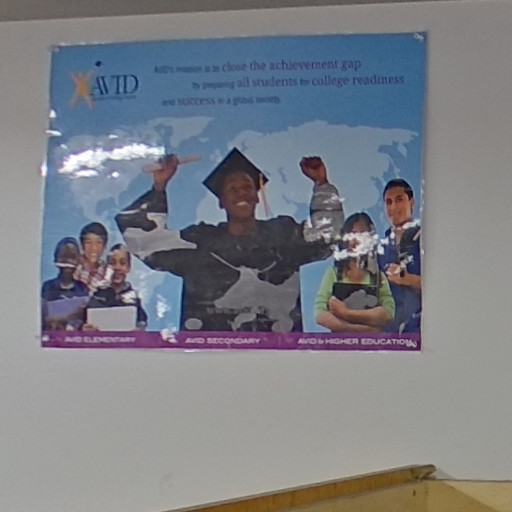 AVID
AVID's mission is to close the achievement gap
by preparing all students for college readiness
and success in a global society.
AVID ELEMENTARY
AVID SECONDARY
AVID & HIGHER EDUCATION